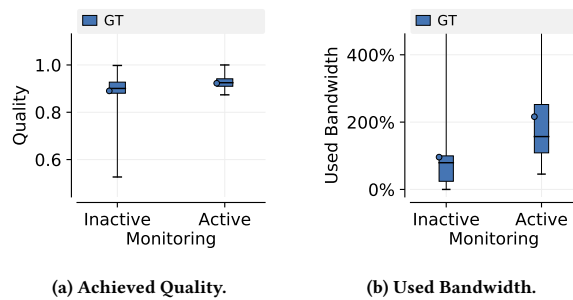 GT
1.0
0.8
0.6
Quality
Inactive Active
Monitoring
(a) Achieved Quality.
GT
400%
200%
0%
Used Bandwidth
Inactive Active
Monitoring
(b) Used Bandwidth.